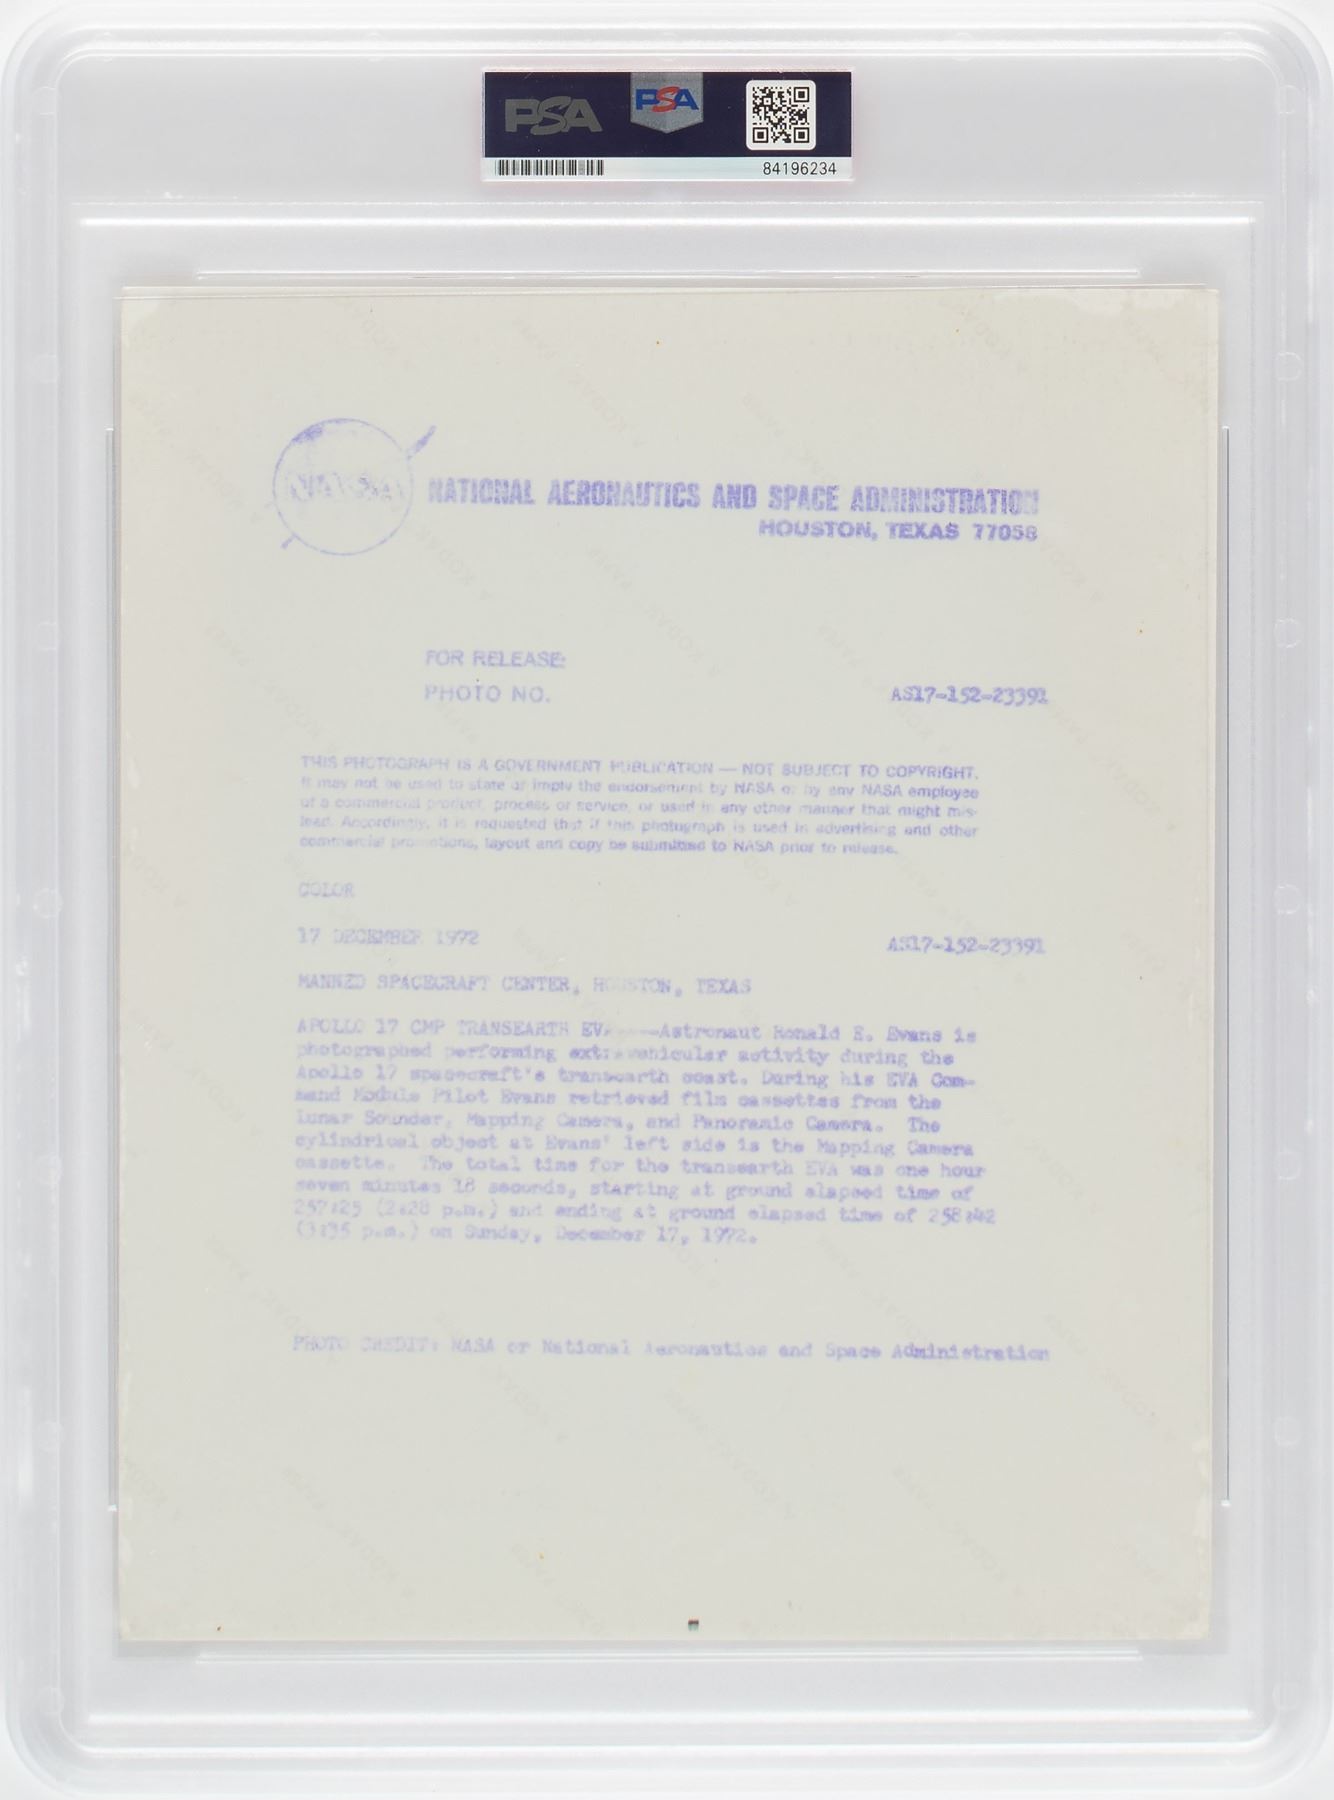 PSA
PSA
84196234
NASA
NATIONAL AERONAUTICS AND SPACE ADMINISTRATION
HOUSTON, TEXAS 77058
FOR RELEASE:
PHOTO NO.
AS17-152-23391
THIS PHOTOGRAPH IS A GOVERNMENT PUBLICATION — NOT SUBJECT TO COPYRIGHT.
It may not be used to state or imply the endorsement by NASA or by any NASA employee
of a commercial product, process or service, or used in any other manner that might mis-
lead. Accordingly, it is requested that if this photograph is used in advertising and other
commercial promotions, layout and copy be submitted to NASA prior to release.
COLOR
17 DECEMBER 1972
AS17-152-23391
MANNED SPACECRAFT CENTER, HOUSTON, TEXAS
APOLLO 17 CMP TRANSEARTH EVA ---Astronaut Ronald E. Evans is
photographed performing extravehicular activity during the
Apollo 17 spacecraft's transearth coast. During his EVA Com-
mand Module Pilot Evans retrieved film cassettes from the
Lunar Sounder, Mapping Camera, and Panoramic Camera. The
cylindrical object at Evans' left side is the Mapping Camera
cassette. The total time for the transearth EVA was one hour
seven minutes 18 seconds, starting at ground elapsed time of
257:25 (2:28 p.m.) and ending at ground elapsed time of 258:42
(3:35 p.m.) on Sunday, December 17, 1972.
PHOTO CREDIT: NASA or National Aeronautics and Space Administration